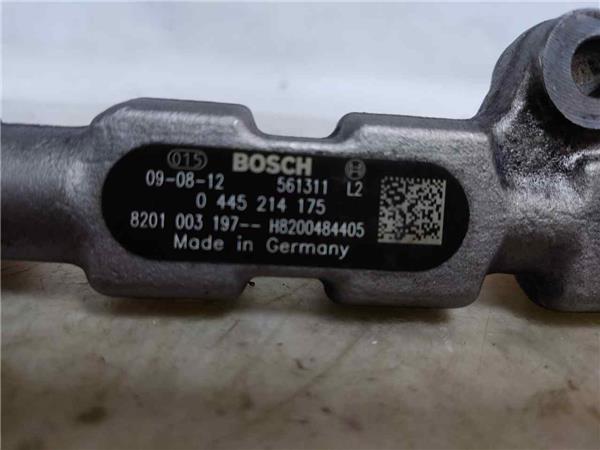 015 BOSCH
09-08-12 561311 L2
0 445 214 175
8201 003 197-- H8200484405
Made in Germany